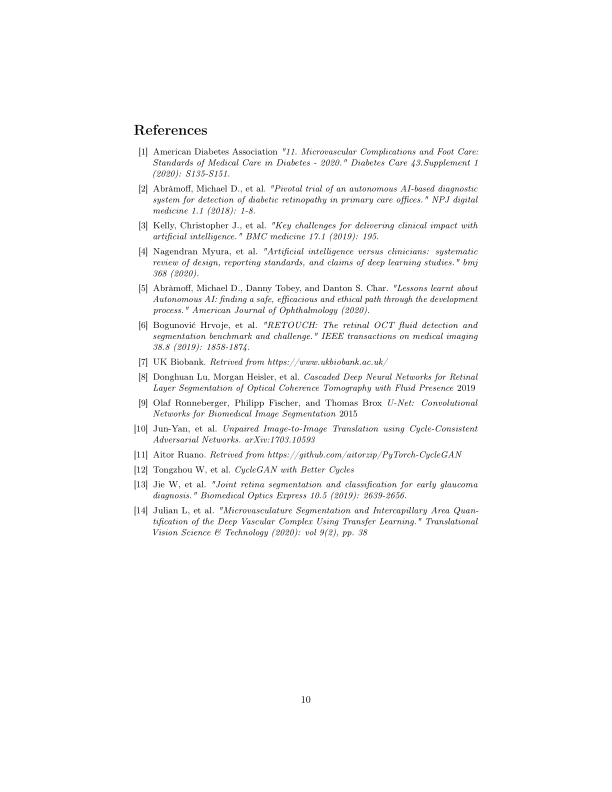 References
[1] American Diabetes Association "11. Microvascular Complications and Foot Care:
Standards of Medical Care in Diabetes - 2020." Diabetes Care 43.Supplement 1
(2020): S135-S151.
[2] Abràmoff, Michael D., et al. "Pivotal trial of an autonomous AI-based diagnostic
system for detection of diabetic retinopathy in primary care offices." NPJ digital
medicine 1.1 (2018): 1-8.
[3] Kelly, Christopher J., et al. "Key challenges for delivering clinical impact with
artificial intelligence." BMC medicine 17.1 (2019): 195.
[4] Nagendran Myura, et al. "Artificial intelligence versus clinicians: systematic
review of design, reporting standards, and claims of deep learning studies." bmj
368 (2020).
[5] Abràmoff, Michael D., Danny Tobey, and Danton S. Char. "Lessons learnt about
Autonomous AI: finding a safe, efficacious and ethical path through the development
process." American Journal of Ophthalmology (2020).
[6] Bogunović Hrvoje, et al. "RETOUCH: The retinal OCT fluid detection and
segmentation benchmark and challenge." IEEE transactions on medical imaging
38.8 (2019): 1858-1874.
[7] UK Biobank. Retrived from https://www.ukbiobank.ac.uk/
[8] Donghuan Lu, Morgan Heisler, et al. Cascaded Deep Neural Networks for Retinal
Layer Segmentation of Optical Coherence Tomography with Fluid Presence 2019
[9] Olaf Ronneberger, Philipp Fischer, and Thomas Brox U-Net: Convolutional
Networks for Biomedical Image Segmentation 2015
[10] Jun-Yan, et al. Unpaired Image-to-Image Translation using Cycle-Consistent
Adversarial Networks. arXiv:1703.10593
[11] Aitor Ruano. Retrived from https://github.com/aitorzip/PyTorch-CycleGAN
[12] Tongzhou W, et al. CycleGAN with Better Cycles
[13] Jie W, et al. "Joint retina segmentation and classification for early glaucoma
diagnosis." Biomedical Optics Express 10.5 (2019): 2639-2656.
[14] Julian L, et al. "Microvasculature Segmentation and Intercapillary Area Quan-
tification of the Deep Vascular Complex Using Transfer Learning." Translational
Vision Science & Technology (2020): vol 9(2), pp. 38
10